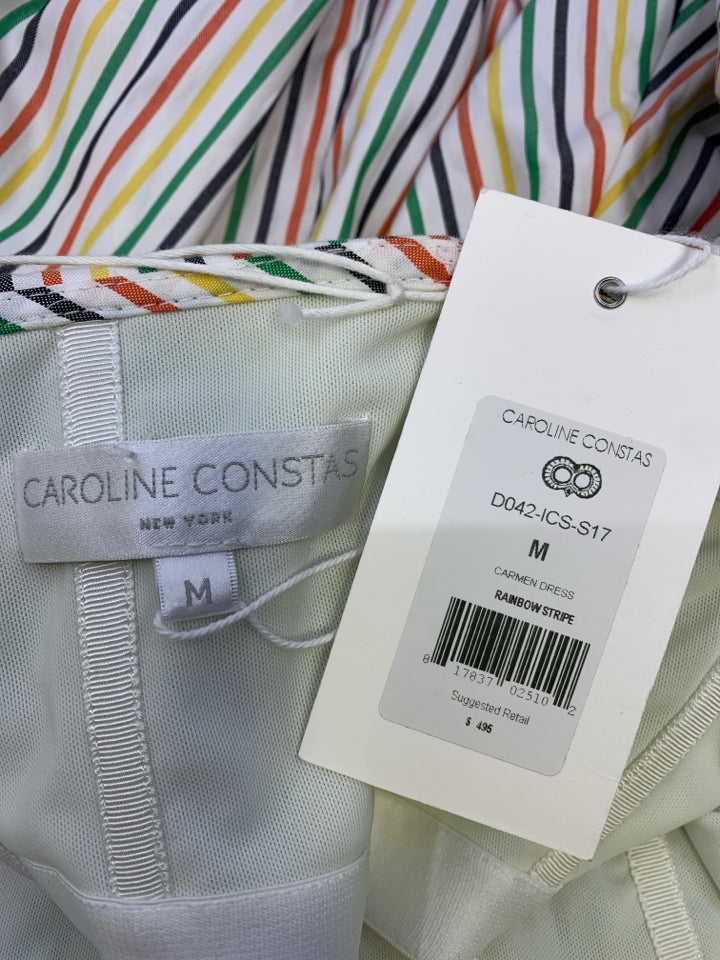 CAROLINE CONSTAS
NEW YORK
M
CAROLINE CONSTAS
D042-ICS-S17
M
CARMEN DRESS
RAINBOW STRIPE
8 17837 02510 2
Suggested Retail
$ 495